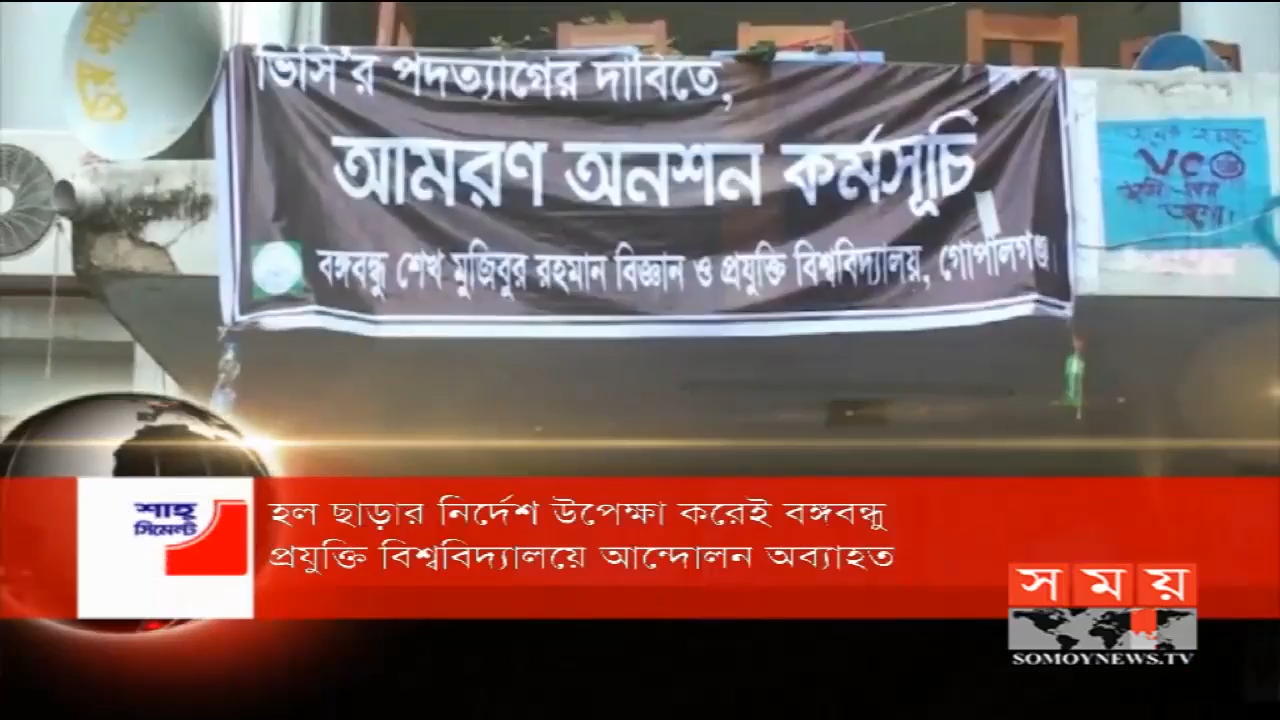 ভিসি'র পদত্যাগের দাবিতে,
আমরণ অনশন কর্মসূচি
বঙ্গবন্ধু শেখ মুজিবুর রহমান বিজ্ঞান ও প্রযুক্তি বিশ্ববিদ্যালয়, গোপালগঞ্জ।
VC
শাহ্
সিমেন্ট
হল ছাড়ার নির্দেশ উপেক্ষা করেই বঙ্গবন্ধু
প্রযুক্তি বিশ্ববিদ্যালয়ে আন্দোলন অব্যাহত
সময়
SOMOYNEWS.TV